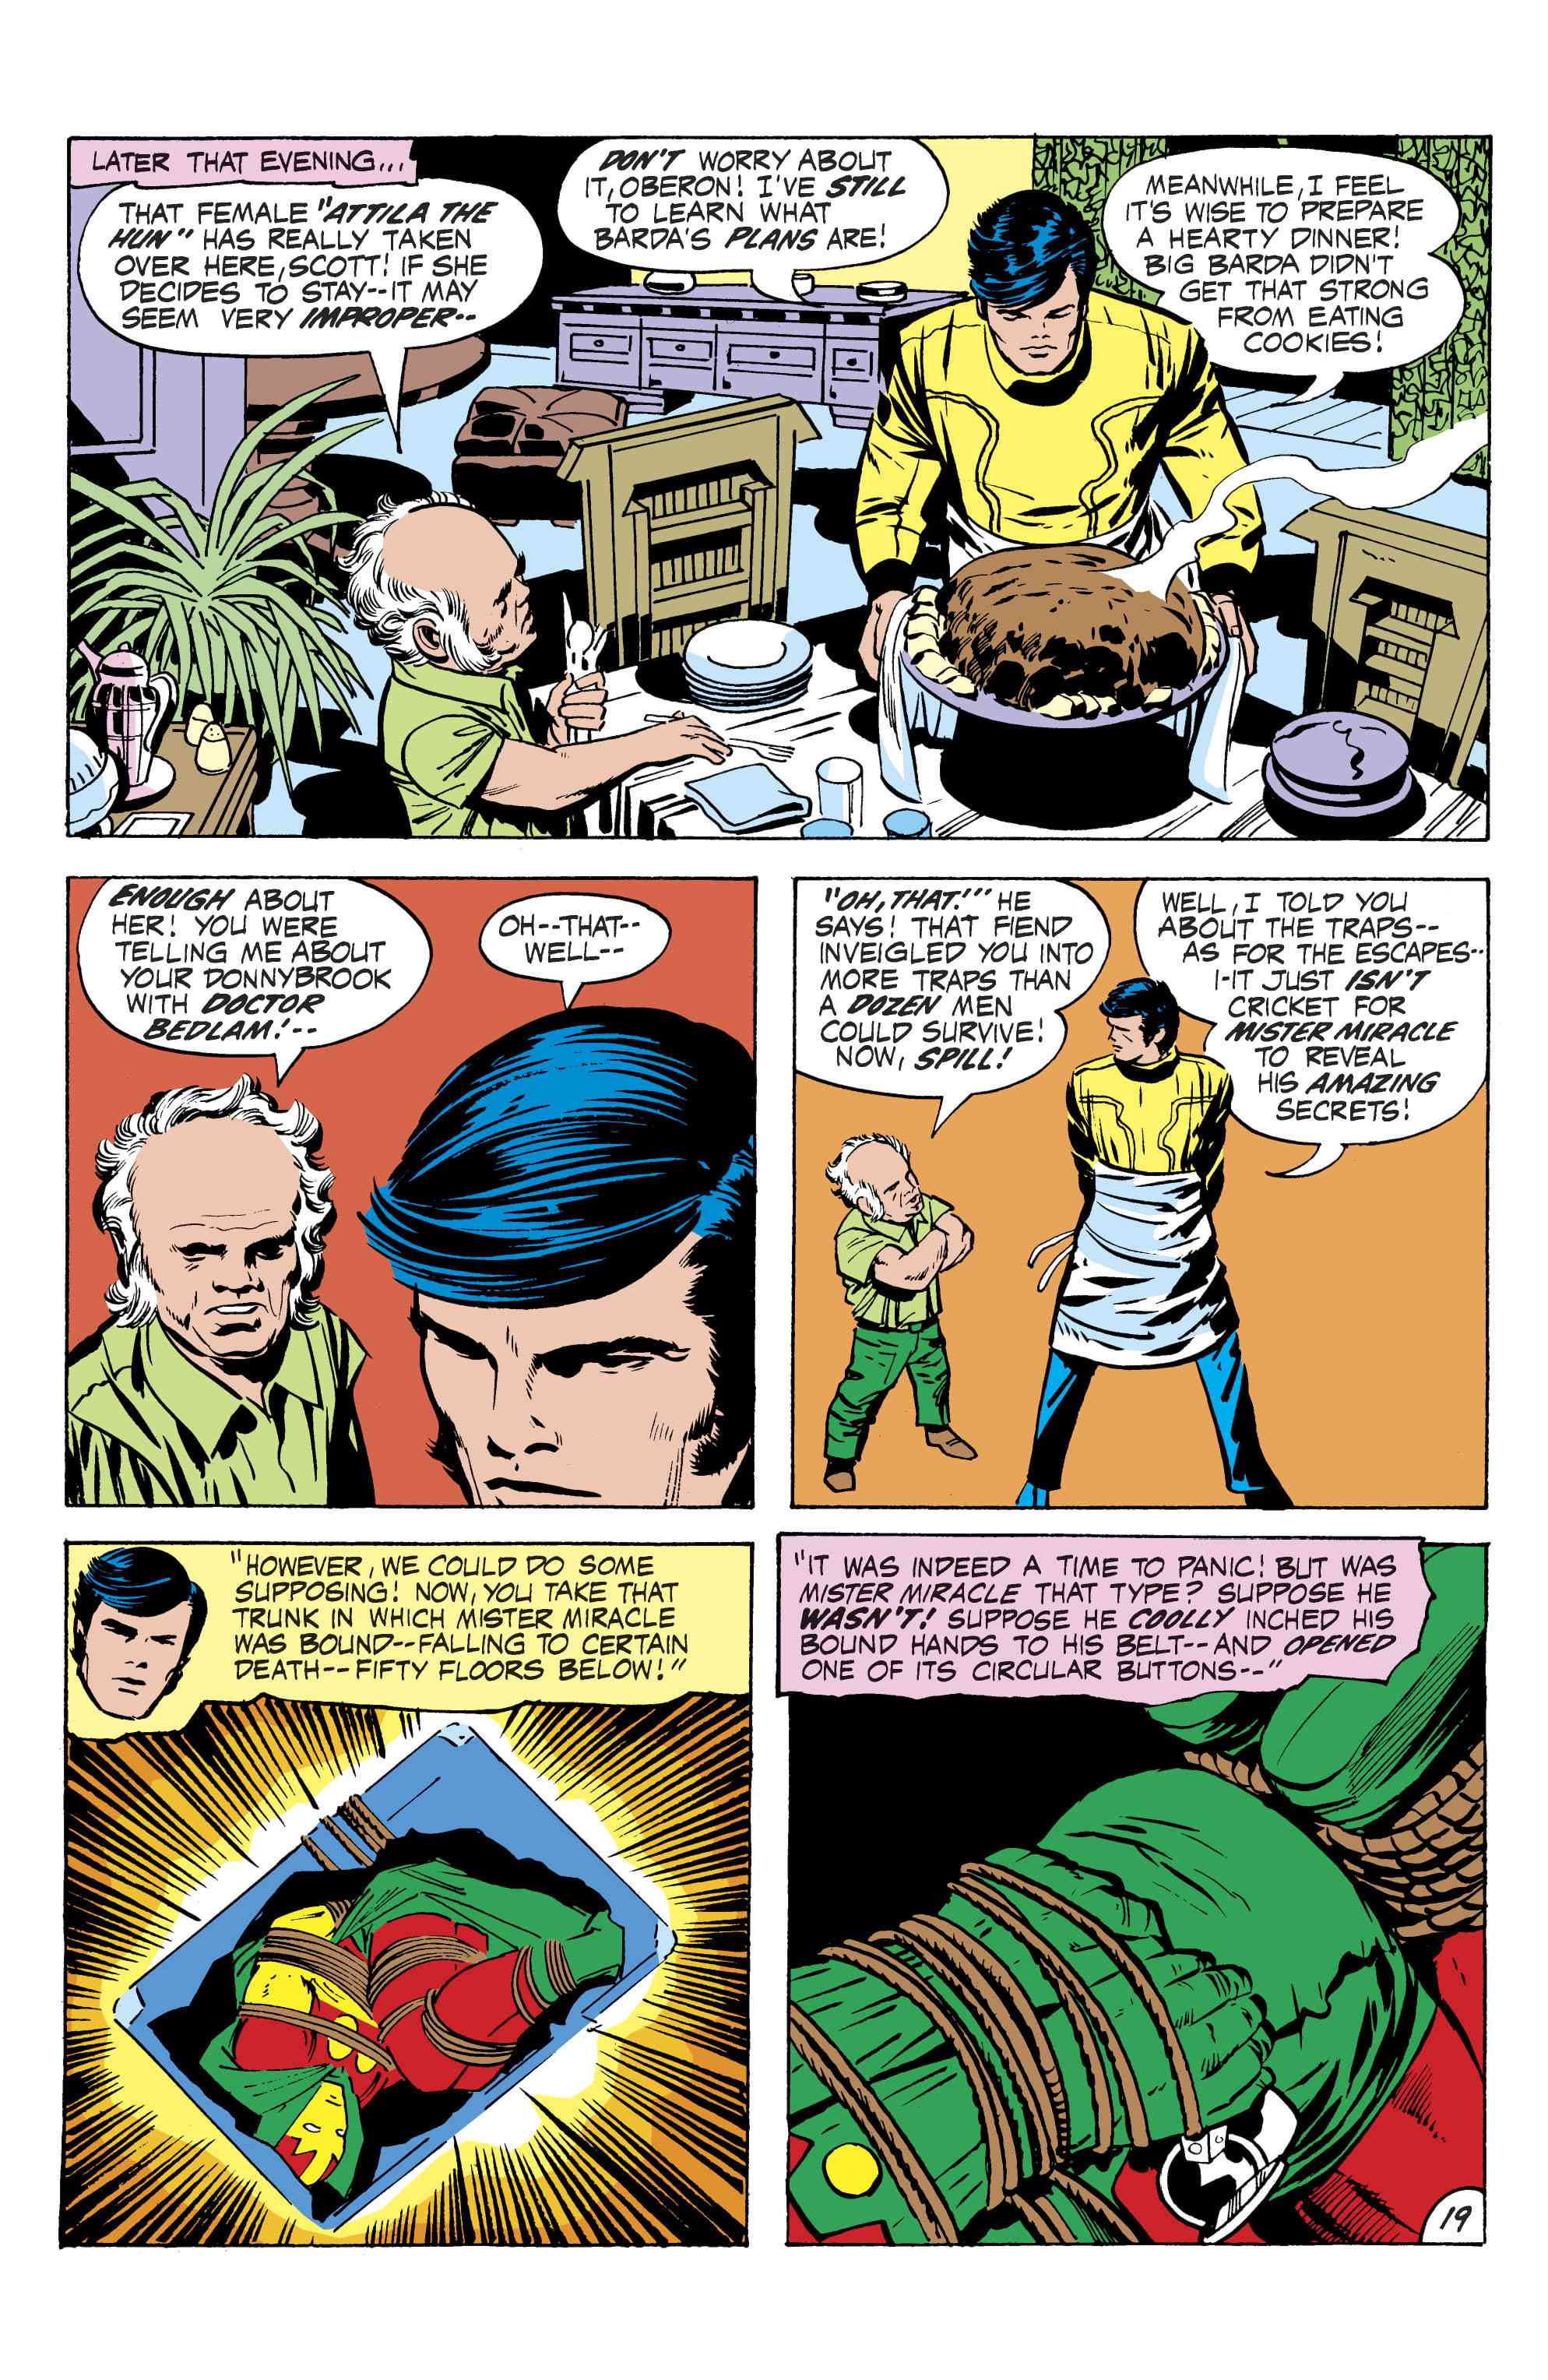 LATER THAT EVENING...
THAT FEMALE "ATTILA THE
HUN" HAS REALLY TAKEN
OVER HERE, SCOTT! IF SHE
DECIDES TO STAY--IT MAY
SEEM VERY IMPROPER--
DON'T WORRY ABOUT
IT, OBERON! I'VE STILL
TO LEARN WHAT
BARDA'S PLANS ARE!
MEANWHILE, I FEEL
IT'S WISE TO PREPARE
A HEARTY DINNER!
BIG BARDA DIDN'T
GET THAT STRONG
FROM EATING
COOKIES!
ENOUGH ABOUT
HER! YOU WERE
TELLING ME ABOUT
YOUR DONNYBROOK
WITH DOCTOR
BEDLAM!--
OH--THAT--
WELL--
"OH, THAT!" HE
SAYS! THAT FIEND
INVEIGLED YOU INTO
MORE TRAPS THAN
A DOZEN MEN
COULD SURVIVE!
NOW, SPILL!
WELL, I TOLD YOU
ABOUT THE TRAPS--
AS FOR THE ESCAPES--
I-IT JUST ISN'T
CRICKET FOR
MISTER MIRACLE
TO REVEAL
HIS AMAZING
SECRETS!
"HOWEVER, WE COULD DO SOME
SUPPOSING! NOW, YOU TAKE THAT
TRUNK IN WHICH MISTER MIRACLE
WAS BOUND--FALLING TO CERTAIN
DEATH--FIFTY FLOORS BELOW!"
"IT WAS INDEED A TIME TO PANIC! BUT WAS
MISTER MIRACLE THAT TYPE? SUPPOSE HE
WASN'T! SUPPOSE HE COOLLY INCHED HIS
BOUND HANDS TO HIS BELT--AND OPENED
ONE OF ITS CIRCULAR BUTTONS--"
19